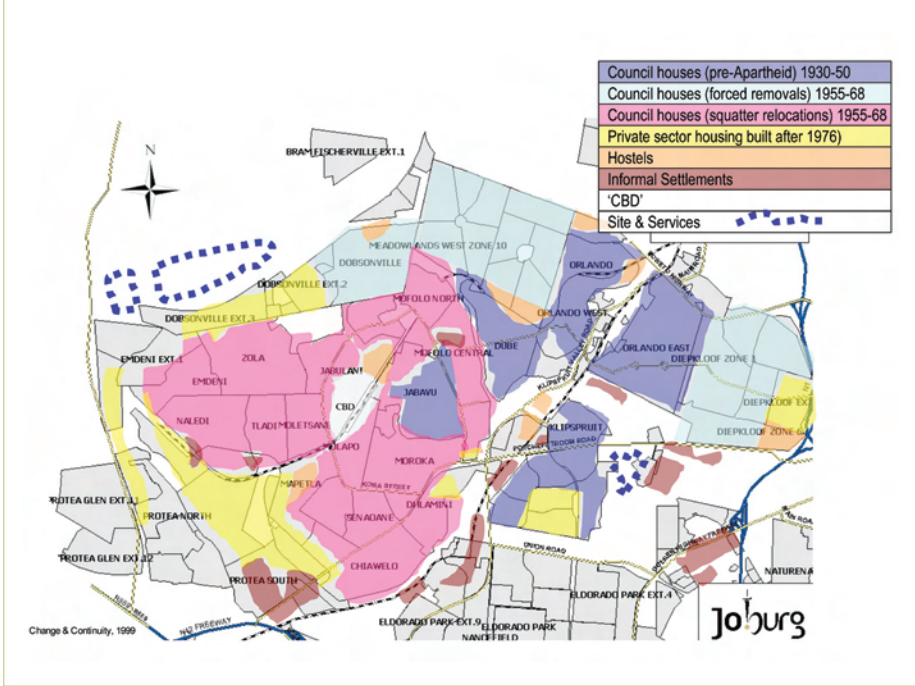 Council houses (pre-Apartheid) 1930-50
Council houses (forced removals) 1955-68
Council houses (squatter relocations) 1955-68
Private sector housing built after 1976)
Hostels
Informal Settlements
'CBD'
Site & Services
N
BRAM FISCHERVILLE EXT.1
MEADOWLANDS WEST ZONE 10
DOBSONVILLE
ORLANDO
DOBSONVILLE EXT.2
MOFOLO NORTH
ORLANDO WEST
DOBSONVILLE EXT.3
DUBE
ORLANDO EAST
EMDENI EXT.1
ZOLA
MOFOLO CENTRAL
DIEPKLOOF ZONE 1
JABULANI
EMDENI
KLIPSPRUIT VALLEY ROAD
JABAVU
CBD
DIEPKLOOF EXT
NALEDI
TLADI
MOLETSANE
KLIPSPRUIT
DIEPKLOOF ZONE 6
MOLAPO
POTCHEFSTROOM ROAD
MOROKA
MAPETLA
KOMA STREET
PROTEA GLEN EXT.11
DHLAMINI
PROTEA NORTH
SENAOANE
MAIN ROAD
UNION ROAD
PROTEA GLEN EXT.12
CHIAWELO
PROTEA SOUTH
NATURENA
ELDORADO PARK EXT.4
N12 FREEWAY
ELDORADO PARK EXT.9
ELDORADO PARK
NANCEFIELD
Change & Continuity, 1999
Joburg